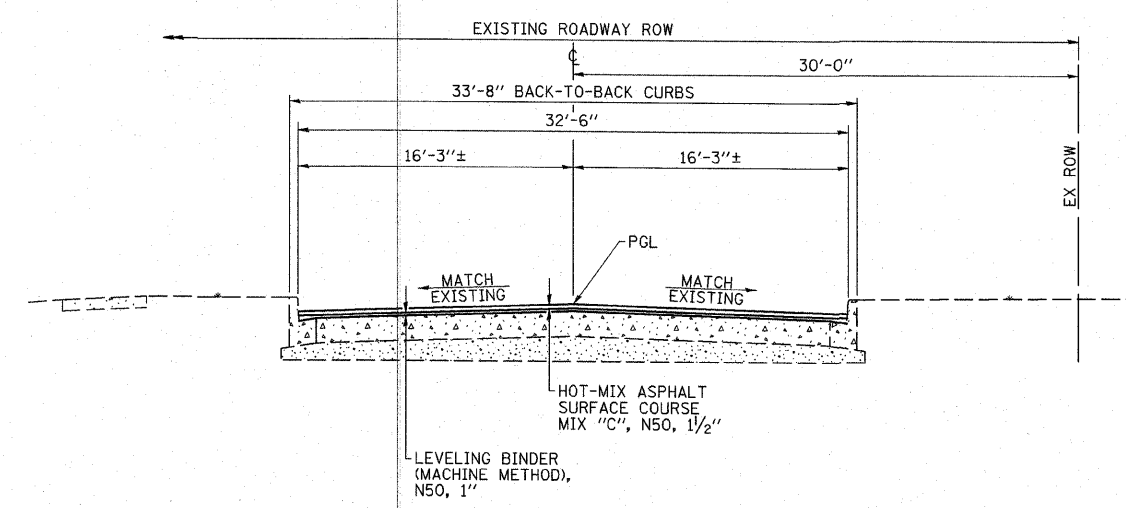 EXISTING ROADWAY ROW
℄
30'-0"
33'-8" BACK-TO-BACK CURBS
32'-6"
16'-3"±
16'-3"±
EX ROW
PGL
MATCH
EXISTING
MATCH
EXISTING
HOT-MIX ASPHALT
SURFACE COURSE
MIX "C", N50, 1 1/2"
LEVELING BINDER
(MACHINE METHOD),
N50, 1"